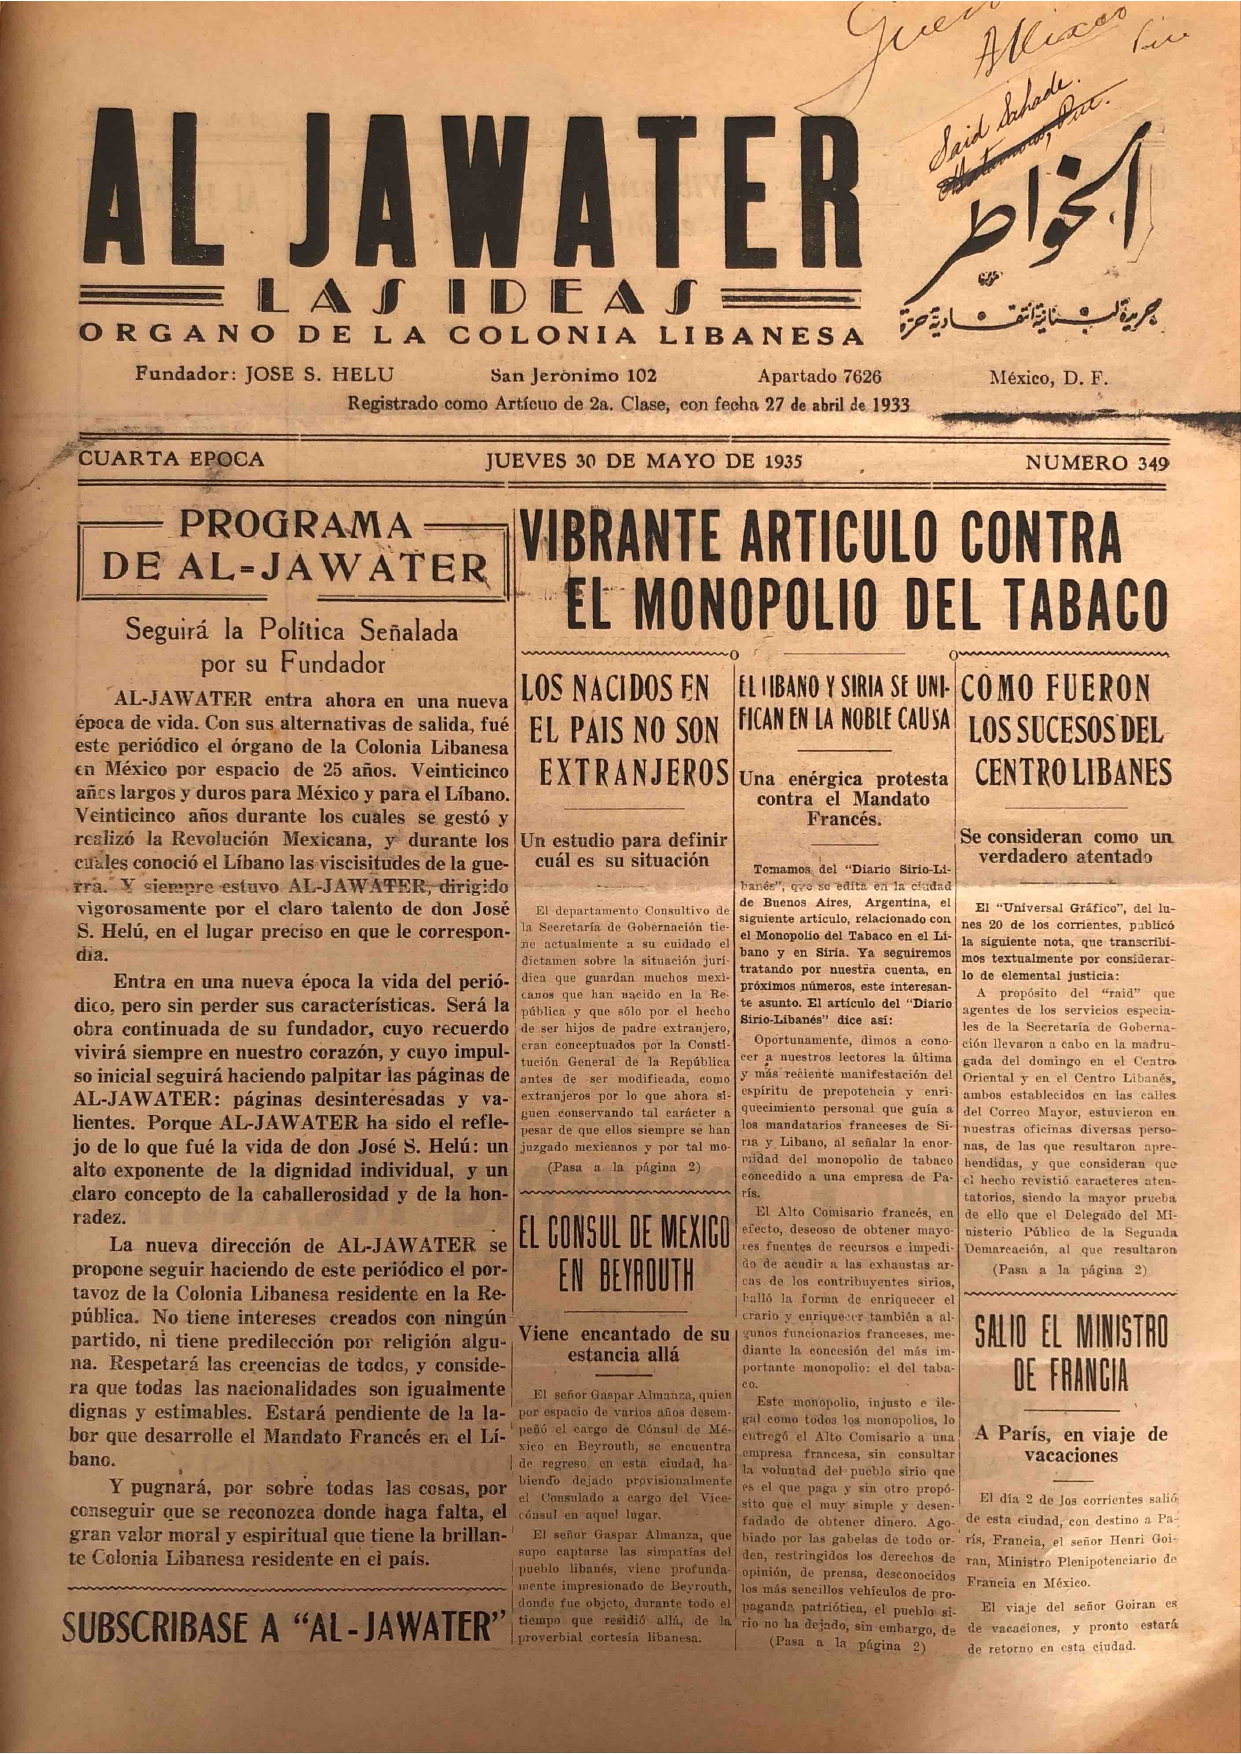 Said Sahade.
AL JAWATER
الخواطر
LAS IDEAS
ORGANO DE LA COLONIA LIBANESA
جريدة لبنانية انتقادية حرة
Fundador: JOSE S. HELU San Jerónimo 102 Apartado 7626 México, D. F.
Registrado como Artícuo de 2a. Clase, con fecha 27 de abril de 1933
CUARTA EPOCA JUEVES 30 DE MAYO DE 1935 NUMERO 349
PROGRAMA
DE AL-JAWATER
Seguirá la Política Señalada
por su Fundador
AL-JAWATER entra ahora en una nueva
época de vida. Con sus alternativas de salida, fué
este periódico el órgano de la Colonia Libanesa
en México por espacio de 25 años. Veinticinco
años largos y duros para México y para el Líbano.
Veinticinco años durante los cuales se gestó y
realizó la Revolución Mexicana, y durante los
cuales conoció el Líbano las viscisitudes de la gue-
rra. Y siempre estuvo AL-JAWATER, dirigido
vigorosamente por el claro talento de don José
S. Helú, en el lugar preciso en que le correspon-
día.
Entra en una nueva época la vida del perió-
dico, pero sin perder sus características. Será la
obra continuada de su fundador, cuyo recuerdo
vivirá siempre en nuestro corazón, y cuyo impul-
so inicial seguirá haciendo palpitar las páginas de
AL-JAWATER: páginas desinteresadas y va-
lientes. Porque AL-JAWATER ha sido el refle-
jo de lo que fué la vida de don José S. Helú: un
alto exponente de la dignidad individual, y un
claro concepto de la caballerosidad y de la hon-
radez.
La nueva dirección de AL-JAWATER se
propone seguir haciendo de este periódico el por-
tavoz de la Colonia Libanesa residente en la Re-
pública. No tiene intereses creados con ningún
partido, ni tiene predilección por religión algu-
na. Respetará las creencias de todos, y conside-
ra que todas las nacionalidades son igualmente
dignas y estimables. Estará pendiente de la la-
bor que desarrolle el Mandato Francés en el Lí-
bano.
Y pugnará, por sobre todas las cosas, por
conseguir que se reconozca donde haga falta, el
gran valor moral y espiritual que tiene la brillan-
te Colonia Libanesa residente en el país.
SUBSCRIBASE A "AL-JAWATER"
VIBRANTE ARTICULO CONTRA
EL MONOPOLIO DEL TABACO
LOS NACIDOS EN
EL PAIS NO SON
EXTRANJEROS
Un estudio para definir
cuál es su situación
El departamento Consultivo de
la Secretaría de Gobernación tie-
ne actualmente a su cuidado el
dictamen sobre la situación jurí-
dica que guardan muchos mexi-
canos que han nacido en la Re-
pública y que sólo por el hecho
de ser hijos de padre extranjero,
eran conceptuados por la Consti-
tución General de la República
antes de ser modificada, como
extranjeros por lo que ahora si-
guen conservando tal carácter a
pesar de que ellos siempre se han
juzgado mexicanos y por tal mo-
(Pasa a la página 2)
EL CONSUL DE MEXICO
EN BEYROUTH
Viene encantado de su
estancia allá
El señor Gaspar Almanza, quien
por espacio de varios años desem-
peñó el cargo de Cónsul de Mé-
xico en Beyrouth, se encuentra
de regreso en esta ciudad, ha-
biendo dejado provisionalmente
el Consulado a cargo del Vice-
cónsul en aquel lugar.
El señor Gaspar Almanza, que
supo captarse las simpatías del
pueblo libanés, viene profunda-
mente impresionado de Beyrouth,
donde fue objeto, durante todo el
tiempo que residió allá, de la
proverbial cortesía libanesa.
EL LIBANO Y SIRIA SE UNI-
FICAN EN LA NOBLE CAUSA
Una enérgica protesta
contra el Mandato
Francés.
Tomamos del "Diario Sirio-Li-
banés", que se edita en la ciudad
de Buenos Aires, Argentina, el
siguiente artículo, relacionado con
el Monopolio del Tabaco en el Lí-
bano y en Siria. Ya seguiremos
tratando por nuestra cuenta, en
próximos números, este interesan-
te asunto. El artículo del "Diario
Sirio-Libanés" dice así:
Oportunamente, dimos a cono-
cer a nuestros lectores la última
y más reciente manifestación del
espíritu de prepotencia y enri-
quecimiento personal que guía a
los mandatarios franceses de Si-
ria y Libano, al señalar la enor-
midad del monopolio de tabaco
concedido a una empresa de Pa-
rís.
El Alto Comisario francés, en
efecto, deseoso de obtener mayo-
res fuentes de recursos e impedi-
do de acudir a las exhaustas ar-
cas de los contribuyentes sirios,
halló la forma de enriquecer el
erario y enriquecer también a al-
gunos funcionarios franceses, me-
diante la concesión del más im-
portante monopolio: el del taba-
co.
Este monopolio, injusto e ile-
gal como todos los monopolios, lo
entregó el Alto Comisario a una
empresa francesa, sin consultar
la voluntad del pueblo sirio que
es el que paga y sin otro propó-
sito que el muy simple y desen-
fadado de obtener dinero. Ago-
biado por las gabelas de todo or-
den, restringidos los derechos de
opinión, de prensa, desconocidos
los más sencillos vehículos de pro-
paganda patriótica, el pueblo si-
rio no ha dejado, sin embargo, de
(Pasa a la página 2)
COMO FUERON
LOS SUCESOS DEL
CENTRO LIBANES
Se consideran como un
verdadero atentado
El "Universal Gráfico", del lu-
nes 20 de los corrientes, publicó
la siguiente nota, que transcribi-
mos textualmente por considerar-
lo de elemental justicia:
A propósito del "raid" que
agentes de los servicios especia-
les de la Secretaría de Goberna-
ción llevaron a cabo en la madru-
gada del domingo en el Centro
Oriental y en el Centro Libanés,
ambos establecidos en las calles
del Correo Mayor, estuvieron en
nuestras oficinas diversas perso-
nas, de las que resultaron apre-
hendidas, y que consideran que
el hecho revistió caracteres aten-
tatorios, siendo la mayor prueba
de ello que el Delegado del Mi-
nisterio Público de la Segunda
Demarcación, al que resultaron
(Pasa a la página 2)
SALIO EL MINISTRO
DE FRANCIA
A París, en viaje de
vacaciones
El día 2 de los corrientes salió
de esta ciudad, con destino a Pa-
rís, Francia, el señor Henri Goi-
ran, Ministro Plenipotenciario de
Francia en México.
El viaje del señor Goiran es
de vacaciones, y pronto estará
de retorno en esta ciudad.